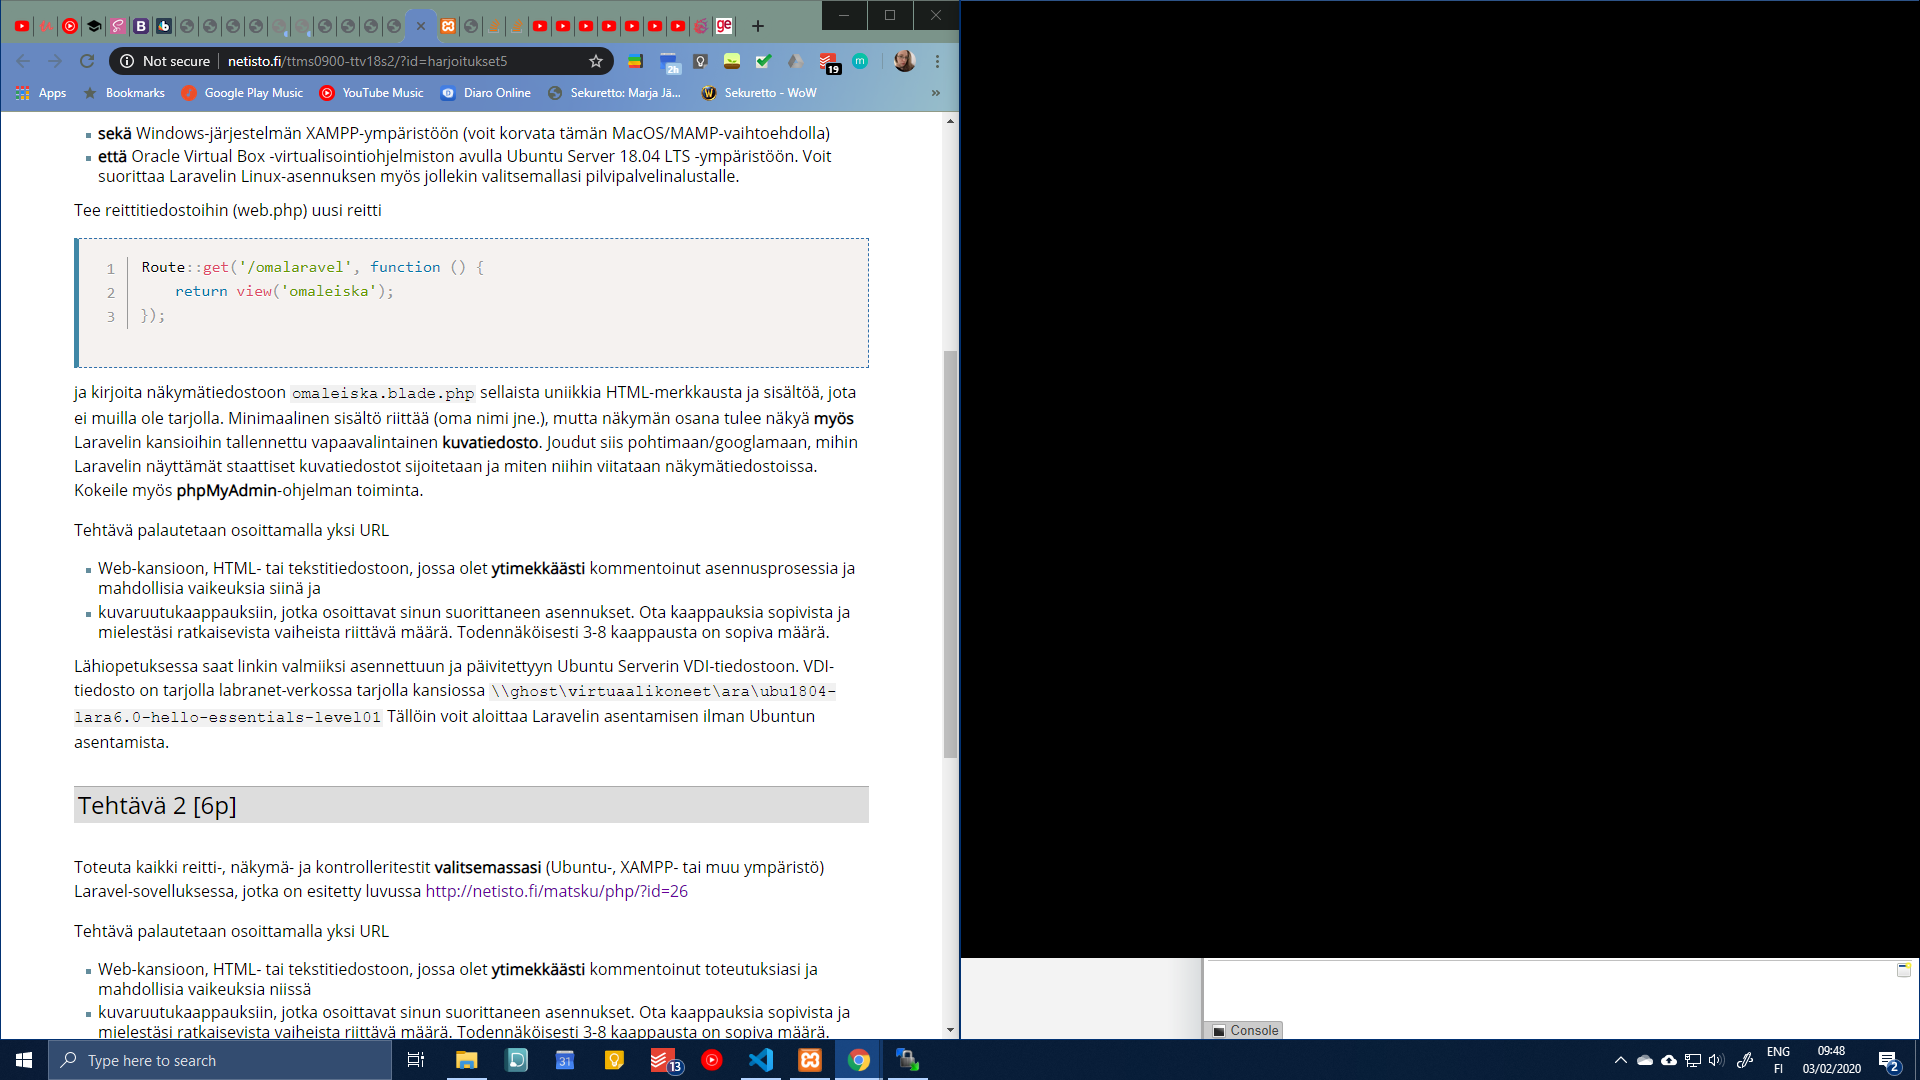 Not secure
netisto.fi/ttms0900-ttv18s2/?id=harjoitukset5
2h
19
m
Apps
Bookmarks
Google Play Music
YouTube Music
Diaro Online
Sekuretto: Marja Jä...
Sekuretto - WoW
»
sekä Windows-järjestelmän XAMPP-ympäristöön (voit korvata tämän MacOS/MAMP-vaihtoehdolla)
että Oracle Virtual Box -virtualisointiohjelmiston avulla Ubuntu Server 18.04 LTS -ympäristöön. Voit
suorittaa Laravelin Linux-asennuksen myös jollekin valitsemallasi pilvipalvelinalustalle.
Tee reittitiedostoihin (web.php) uusi reitti
1 Route::get('/omalaravel', function () {
2 return view('omaleiska');
3 });
ja kirjoita näkymätiedostoon omaleiska.blade.php sellaista uniikkia HTML-merkkausta ja sisältöä, jota
ei muilla ole tarjolla. Minimaalinen sisältö riittää (oma nimi jne.), mutta näkymän osana tulee näkyä myös
Laravelin kansioihin tallennettu vapaavalintainen kuvatiedosto. Joudut siis pohtimaan/googlamaan, mihin
Laravelin näyttämät staattiset kuvatiedostot sijoitetaan ja miten niihin viitataan näkymätiedostoissa.
Kokeile myös phpMyAdmin-ohjelman toiminta.
Tehtävä palautetaan osoittamalla yksi URL
Web-kansioon, HTML- tai tekstitiedostoon, jossa olet ytimekkäästi kommentoinut asennusprosessia ja
mahdollisia vaikeuksia siinä ja
kuvaruutukaappauksiin, jotka osoittavat sinun suorittaneen asennukset. Ota kaappauksia sopivista ja
mielestäsi ratkaisevista vaiheista riittävä määrä. Todennäköisesti 3-8 kaappausta on sopiva määrä.
Lähiopetuksessa saat linkin valmiiksi asennettuun ja päivitettyyn Ubuntu Serverin VDI-tiedostoon. VDI-
tiedosto on tarjolla labranet-verkossa tarjolla kansiossa \\ghost\virtuaalikoneet\ara\ubu1804-
lara6.0-hello-essentials-level01 Tällöin voit aloittaa Laravelin asentamisen ilman Ubuntun
asentamista.
Tehtävä 2 [6p]
Toteuta kaikki reitti-, näkymä- ja kontrolleritestit valitsemassasi (Ubuntu-, XAMPP- tai muu ympäristö)
Laravel-sovelluksessa, jotka on esitetty luvussa http://netisto.fi/matsku/php/?id=26
Tehtävä palautetaan osoittamalla yksi URL
Web-kansioon, HTML- tai tekstitiedostoon, jossa olet ytimekkäästi kommentoinut toteutuksiasi ja
mahdollisia vaikeuksia niissä
kuvaruutukaappauksiin, jotka osoittavat sinun suorittaneen asennukset. Ota kaappauksia sopivista ja
mielestäsi ratkaisevista vaiheista riittävä määrä. Todennäköisesti 3-8 kaappausta on sopiva määrä.
Console
Type here to search
31
13
ENG
FI
09:48
03/02/2020
2